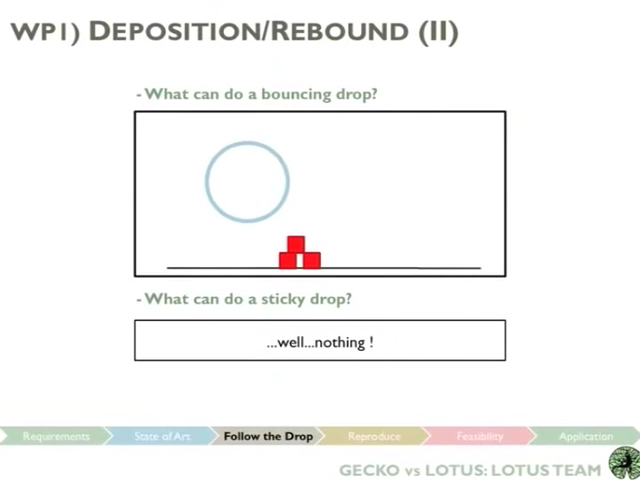 WP1) DEPOSITION/REBOUND (II)
- What can do a bouncing drop?
- What can do a sticky drop?
...well...nothing !
Requirements
State of Art
Follow the Drop
Reproduce
Feasibility
Application
GECKO vs LOTUS: LOTUS TEAM